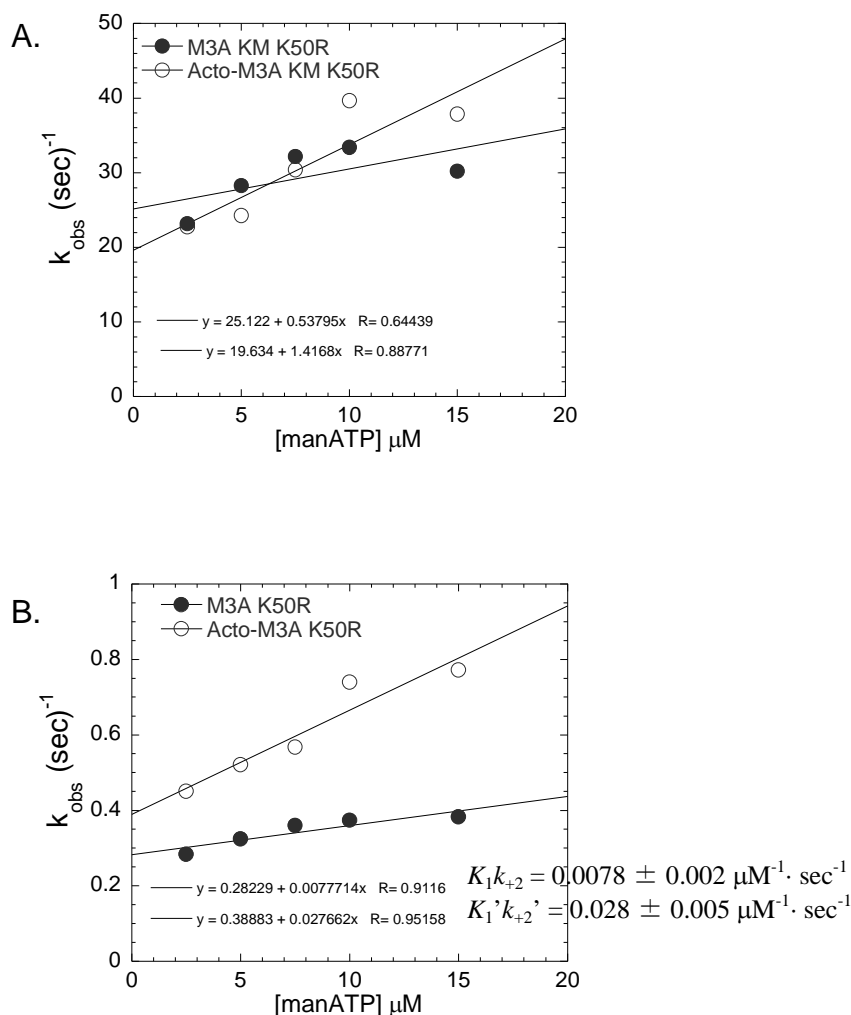 A.
50
40
30
20
10
0
k_obs (sec)^-1
M3A KM K50R
Acto-M3A KM K50R
y = 25.122 + 0.53795x   R= 0.64439
y = 19.634 + 1.4168x   R= 0.88771
0 5 10 15 20
[manATP] μM
B.
1
0.8
0.6
0.4
0.2
0
k_obs (sec)^-1
M3A K50R
Acto-M3A K50R
y = 0.28229 + 0.0077714x   R= 0.9116
y = 0.38883 + 0.027662x   R= 0.95158
K₁k₊₂ = 0.0078 ± 0.002 μM⁻¹· sec⁻¹
K₁’k₊₂’ = 0.028 ± 0.005 μM⁻¹· sec⁻¹
0 5 10 15 20
[manATP] μM